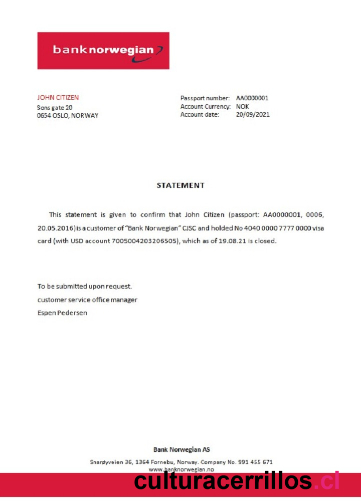 banknorwegian
JOHN CITIZEN
Sons gate 20
0654 OSLO, NORWAY
Passport number: AA0000001
Account Currency: NOK
Account date: 20/09/2021
STATEMENT
This statement is given to confirm that John Citizen (passport: AA0000001, 0006,
20.05.2016)is a customer of “Bank Norwegian” CJSC and holded No 4040 0000 7777 0000 visa
card (with USD account 7005004203206505), which as of 19.08.21 is closed.
To be submitted upon request.
customer service office manager
Espen Pedersen
Bank Norwegian AS
Snarøyveien 36, 1364 Fornebu, Norway. Company No. 991 455 671
www.banknorwegian.no
culturacerrillos.cl